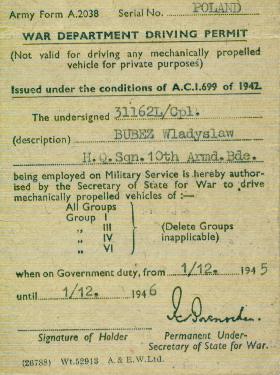 Army Form A.2038 Serial No. POLAND
WAR DEPARTMENT DRIVING PERMIT
(Not valid for driving any mechanically propelled
vehicle for private purposes)
Issued under the conditions of A.C.I.699 of 1942.
The undersigned 31162L/Cpl.
(description) BUBEZ Wladyslaw
H.Q.Sqn.10th Armd.Bde.
being employed on Military Service is hereby author-
ised by the Secretary of State for War to drive
mechanically propelled vehicles of :—
All Groups
Group I
„ III (Delete Groups
„ IV inapplicable)
„ VI
when on Government duty, from 1/12. 1945
until 1/12. 1946
Signature of Holder Permanent Under-
Secretary of State for War.
(26788) Wt.52913 A. & E.W.Ltd.